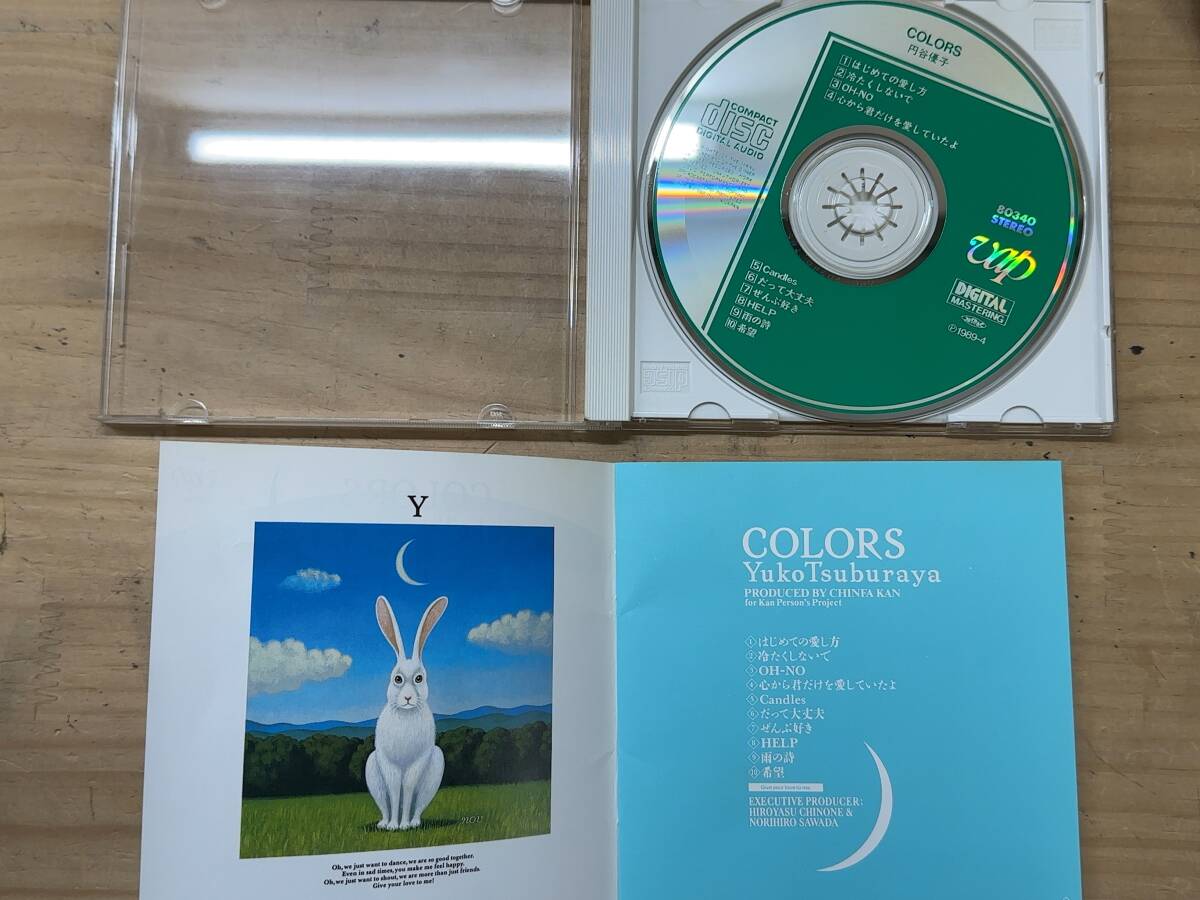 COLORS
円谷優子
1 はじめての愛し方
2 冷たくしないで
3 OH-NO
4 心から君だけを愛していたよ
COMPACT
disc
DIGITAL AUDIO
80340
STEREO
vap
DIGITAL
MASTERING
℗1989-4
5 Candles
6 だって大丈夫
7 ぜんぶ好き
8 HELP
9 雨の詩
10 希望
Y
nov
Oh, we just want to dance, we are so good together.
Even in sad times, you make me feel happy.
Oh, we just want to shout, we are more than just friends.
Give your love to me!
COLORS
Yuko Tsuburaya
PRODUCED BY CHINFA KAN
for Kan Person's Project
1 はじめての愛し方
2 冷たくしないで
3 OH-NO
4 心から君だけを愛していたよ
5 Candles
6 だって大丈夫
7 ぜんぶ好き
8 HELP
9 雨の詩
10 希望
Give your love to me
EXECUTIVE PRODUCER;
HIROYASU CHINONE &
NORIHIRO SAWADA